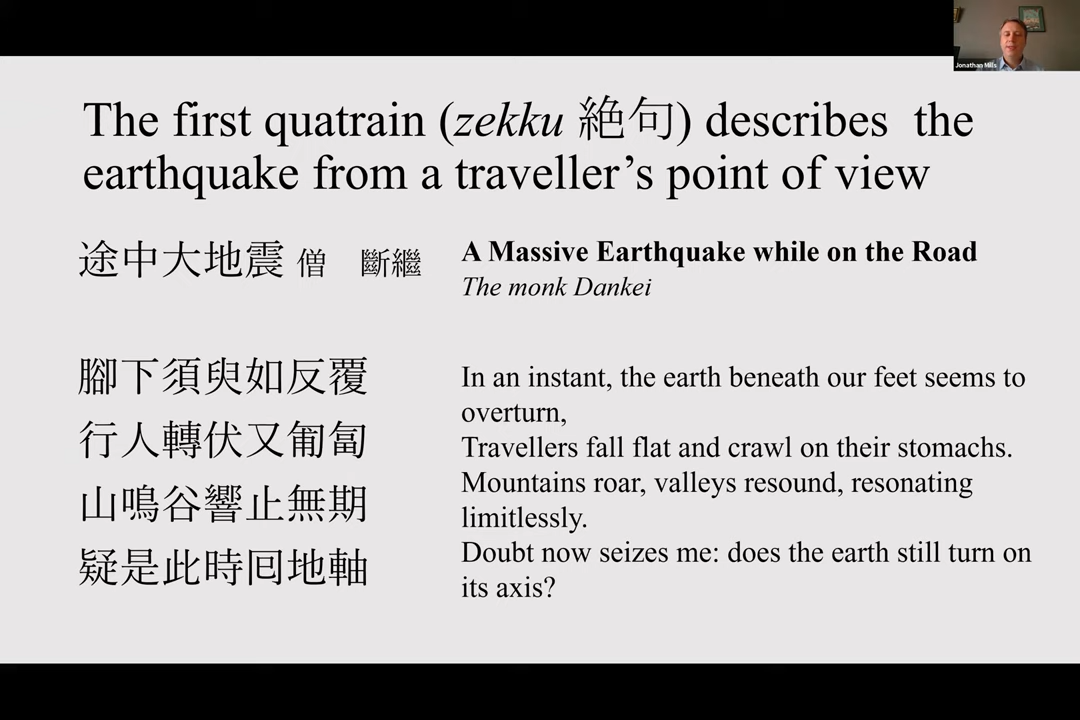 Jonathan Mills
The first quatrain (zekku 絶句) describes the
earthquake from a traveller's point of view
途中大地震 僧 斷繼
A Massive Earthquake while on the Road
The monk Dankei
腳下須臾如反覆
行人轉伏又匍匐
山鳴谷響止無期
疑是此時囘地軸
In an instant, the earth beneath our feet seems to
overturn,
Travellers fall flat and crawl on their stomachs.
Mountains roar, valleys resound, resonating
limitlessly.
Doubt now seizes me: does the earth still turn on
its axis?